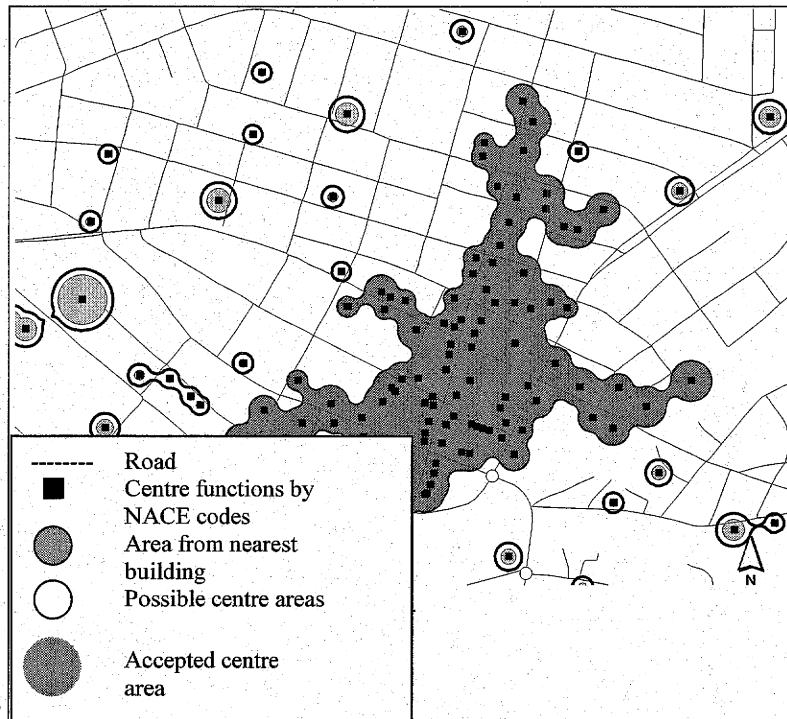 Road
Centre functions by
NACE codes
Area from nearest
building
Possible centre areas
Accepted centre
area
N